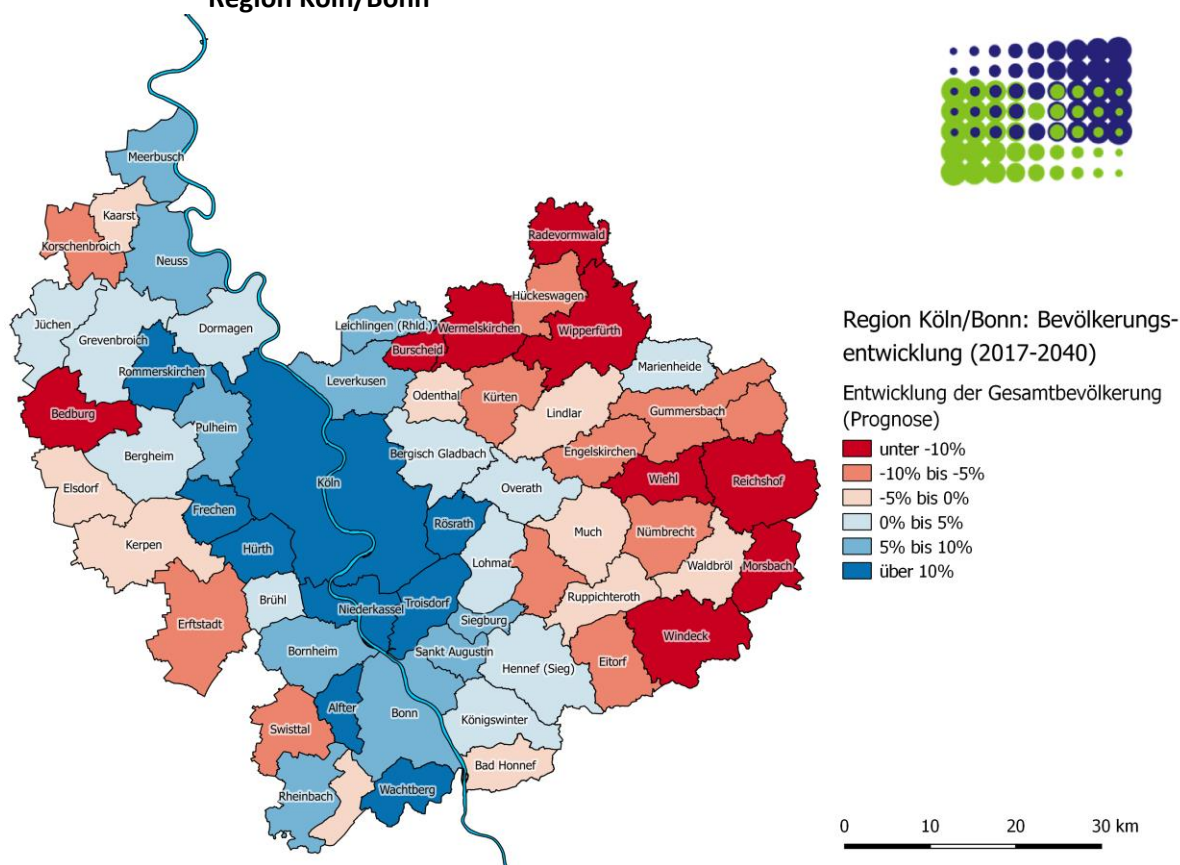 Region Köln/Bonn
Meerbusch
Kaarst
Korschenbroich
Neuss
Radevormwald
Hückeswagen
Jüchen
Dormagen
Grevenbroich
Leichlingen (Rhld.)
Wermelskirchen
Wipperfürth
Burscheid
Rommerskirchen
Marienheide
Leverkusen
Odenthal
Kürten
Lindlar
Gummersbach
Bedburg
Pulheim
Bergheim
Bergisch Gladbach
Engelskirchen
Elsdorf
Köln
Overath
Wiehl
Reichshof
Frechen
Rösrath
Kerpen
Hürth
Much
Nümbrecht
Lohmar
Waldbröl
Morsbach
Brühl
Niederkassel
Troisdorf
Ruppichteroth
Erftstadt
Siegburg
Windeck
Bornheim
Sankt Augustin
Hennef (Sieg)
Eitorf
Alfter
Bonn
Swisttal
Königswinter
Bad Honnef
Rheinbach
Wachtberg
Region Köln/Bonn: Bevölkerungs-
entwicklung (2017-2040)
Entwicklung der Gesamtbevölkerung
(Prognose)
unter -10%
-10% bis -5%
-5% bis 0%
0% bis 5%
5% bis 10%
über 10%
0 10 20 30 km